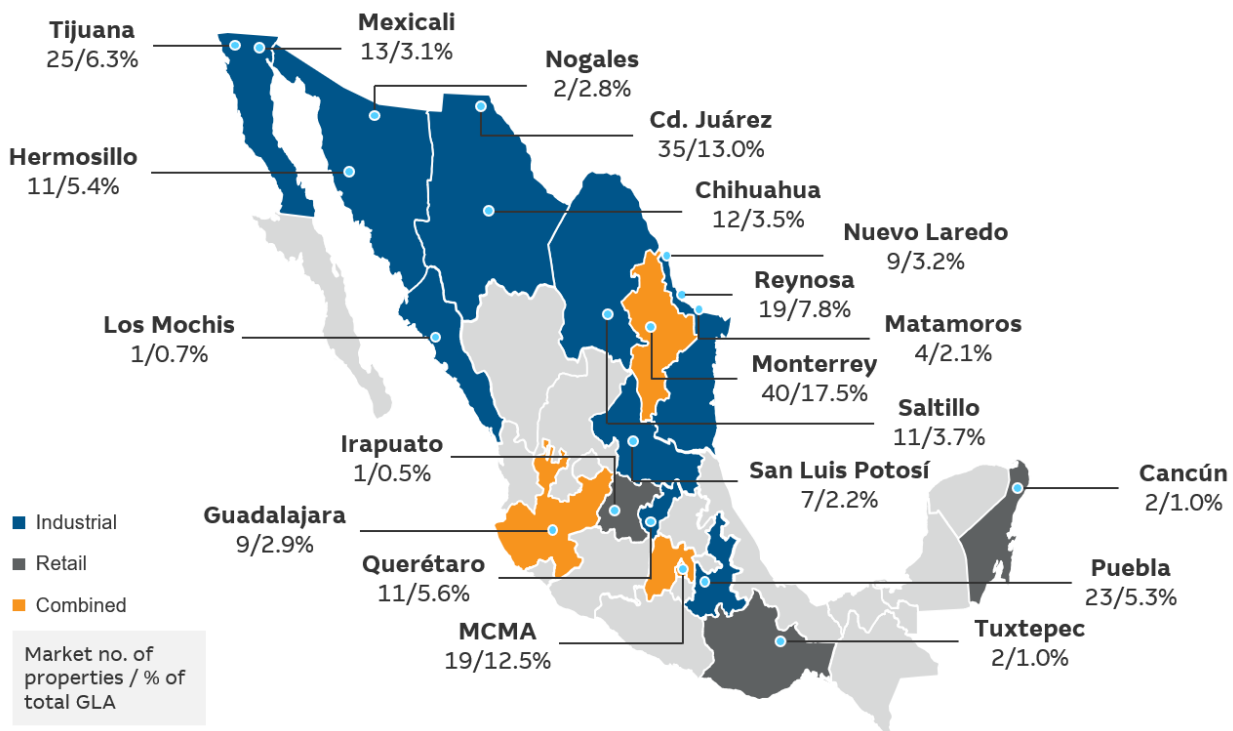 Tijuana
25/6.3%
Mexicali
13/3.1%
Nogales
2/2.8%
Cd. Juárez
35/13.0%
Hermosillo
11/5.4%
Chihuahua
12/3.5%
Nuevo Laredo
9/3.2%
Reynosa
19/7.8%
Los Mochis
1/0.7%
Matamoros
4/2.1%
Monterrey
40/17.5%
Saltillo
11/3.7%
Irapuato
1/0.5%
San Luis Potosí
7/2.2%
Cancún
2/1.0%
Guadalajara
9/2.9%
Querétaro
11/5.6%
Puebla
23/5.3%
MCMA
19/12.5%
Tuxtepec
2/1.0%
Industrial
Retail
Combined
Market no. of
properties / % of
total GLA